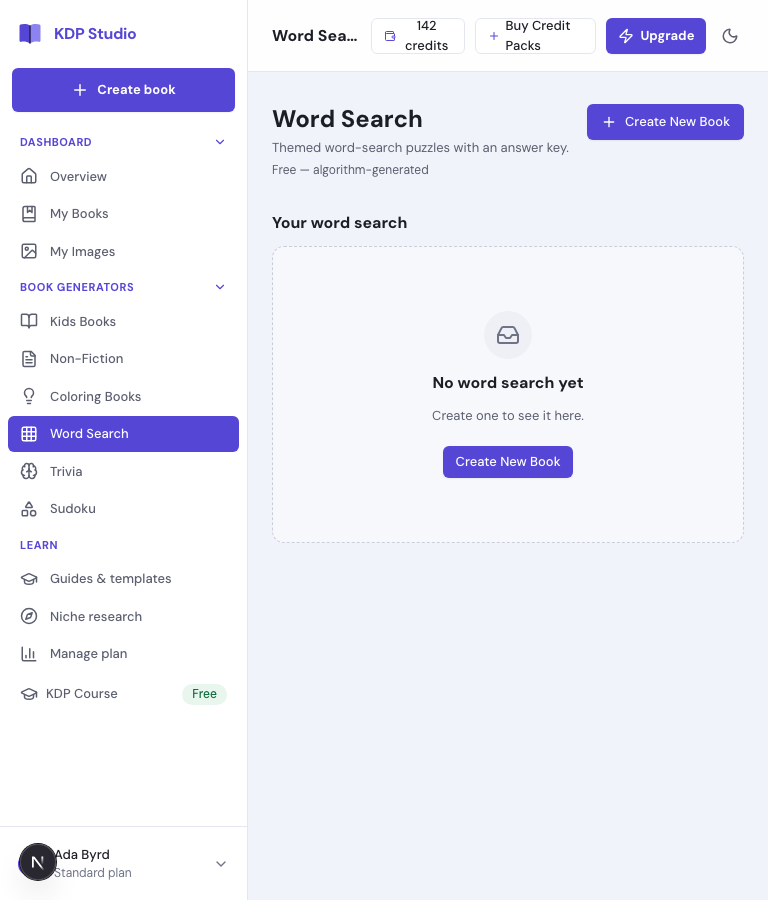 KDP Studio
Create book
DASHBOARD
Overview
My Books
My Images
BOOK GENERATORS
Kids Books
Non-Fiction
Coloring Books
Word Search
Trivia
Sudoku
LEARN
Guides & templates
Niche research
Manage plan
KDP Course
Free
N
Ada Byrd
Standard plan
Word Sea...
142
credits
Buy Credit
Packs
Upgrade
Word Search
Create New Book
Themed word-search puzzles with an answer key.
Free — algorithm-generated
Your word search
No word search yet
Create one to see it here.
Create New Book